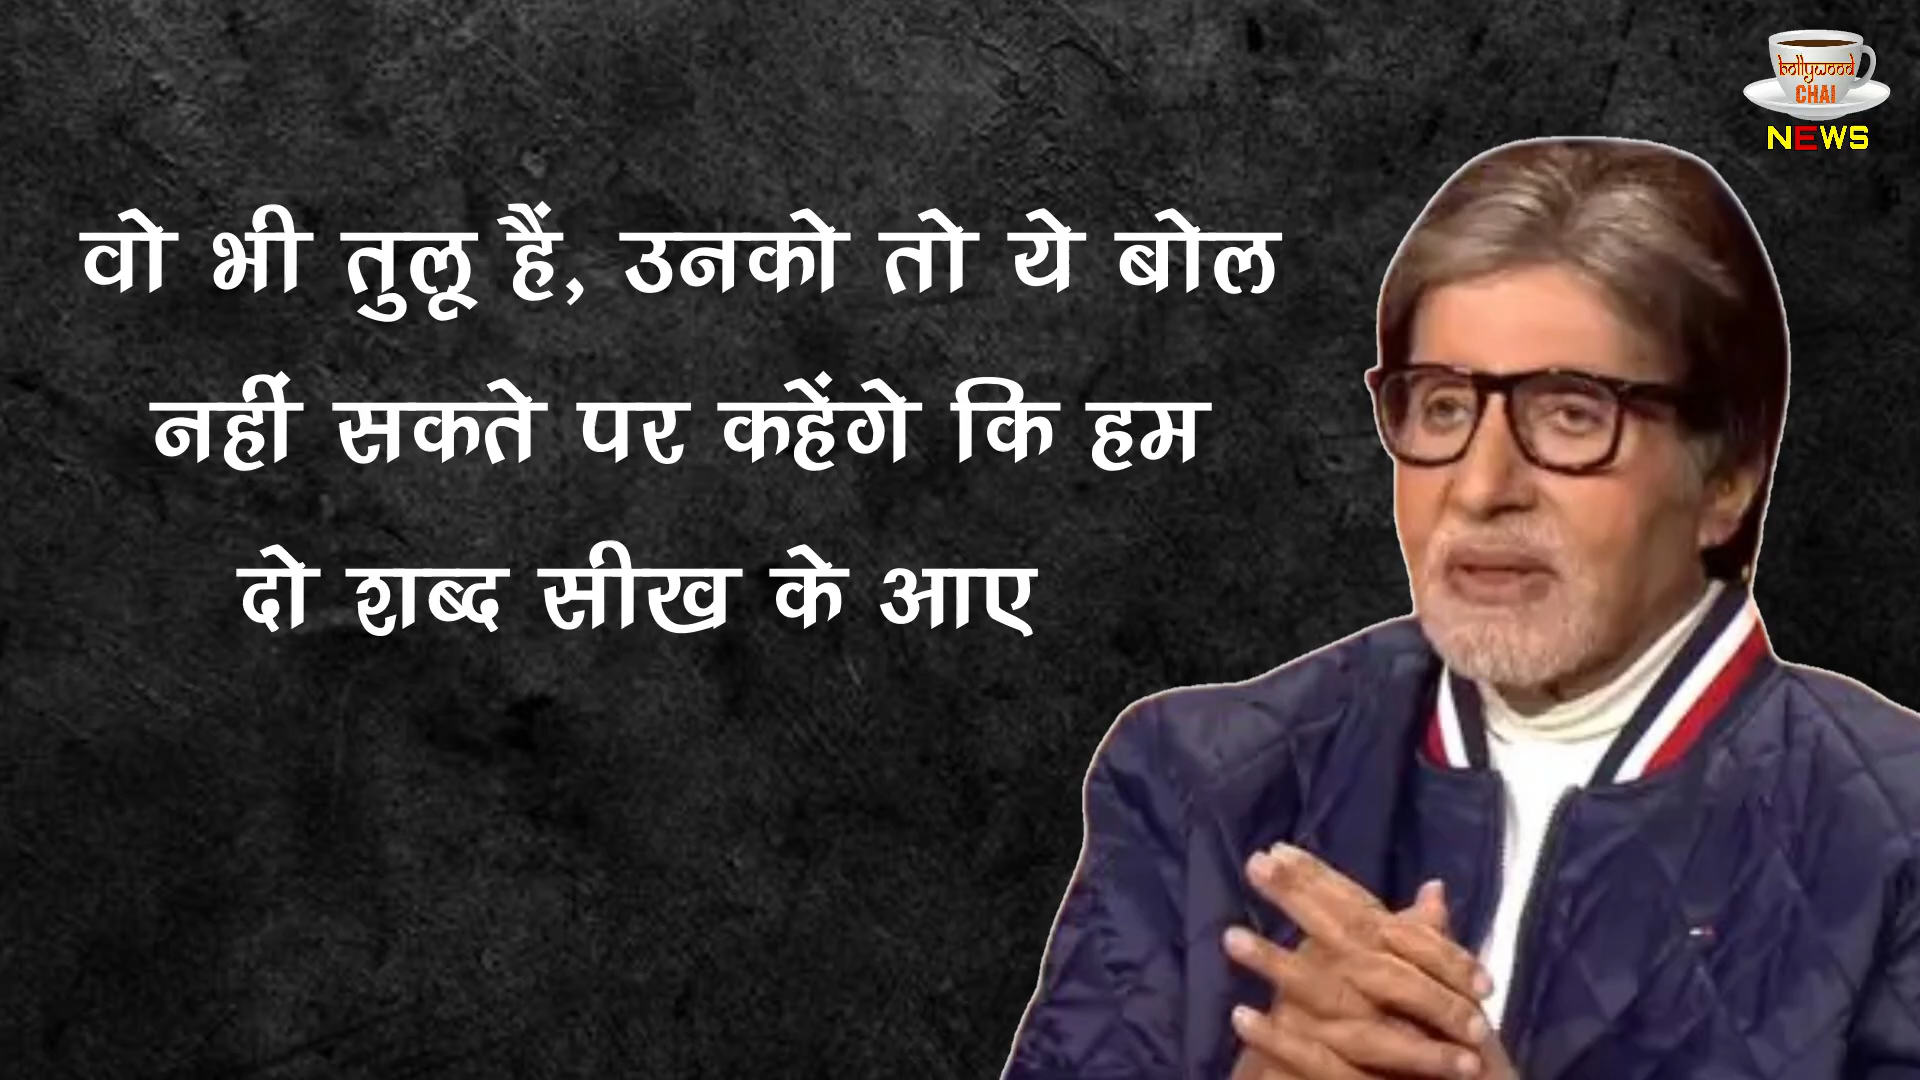 bollywood
CHAI
NEWS
वो भी तुलू हैं, उनको तो ये बोल
नहीं सकते पर कहेंगे कि हम
दो शब्द सीख के आए